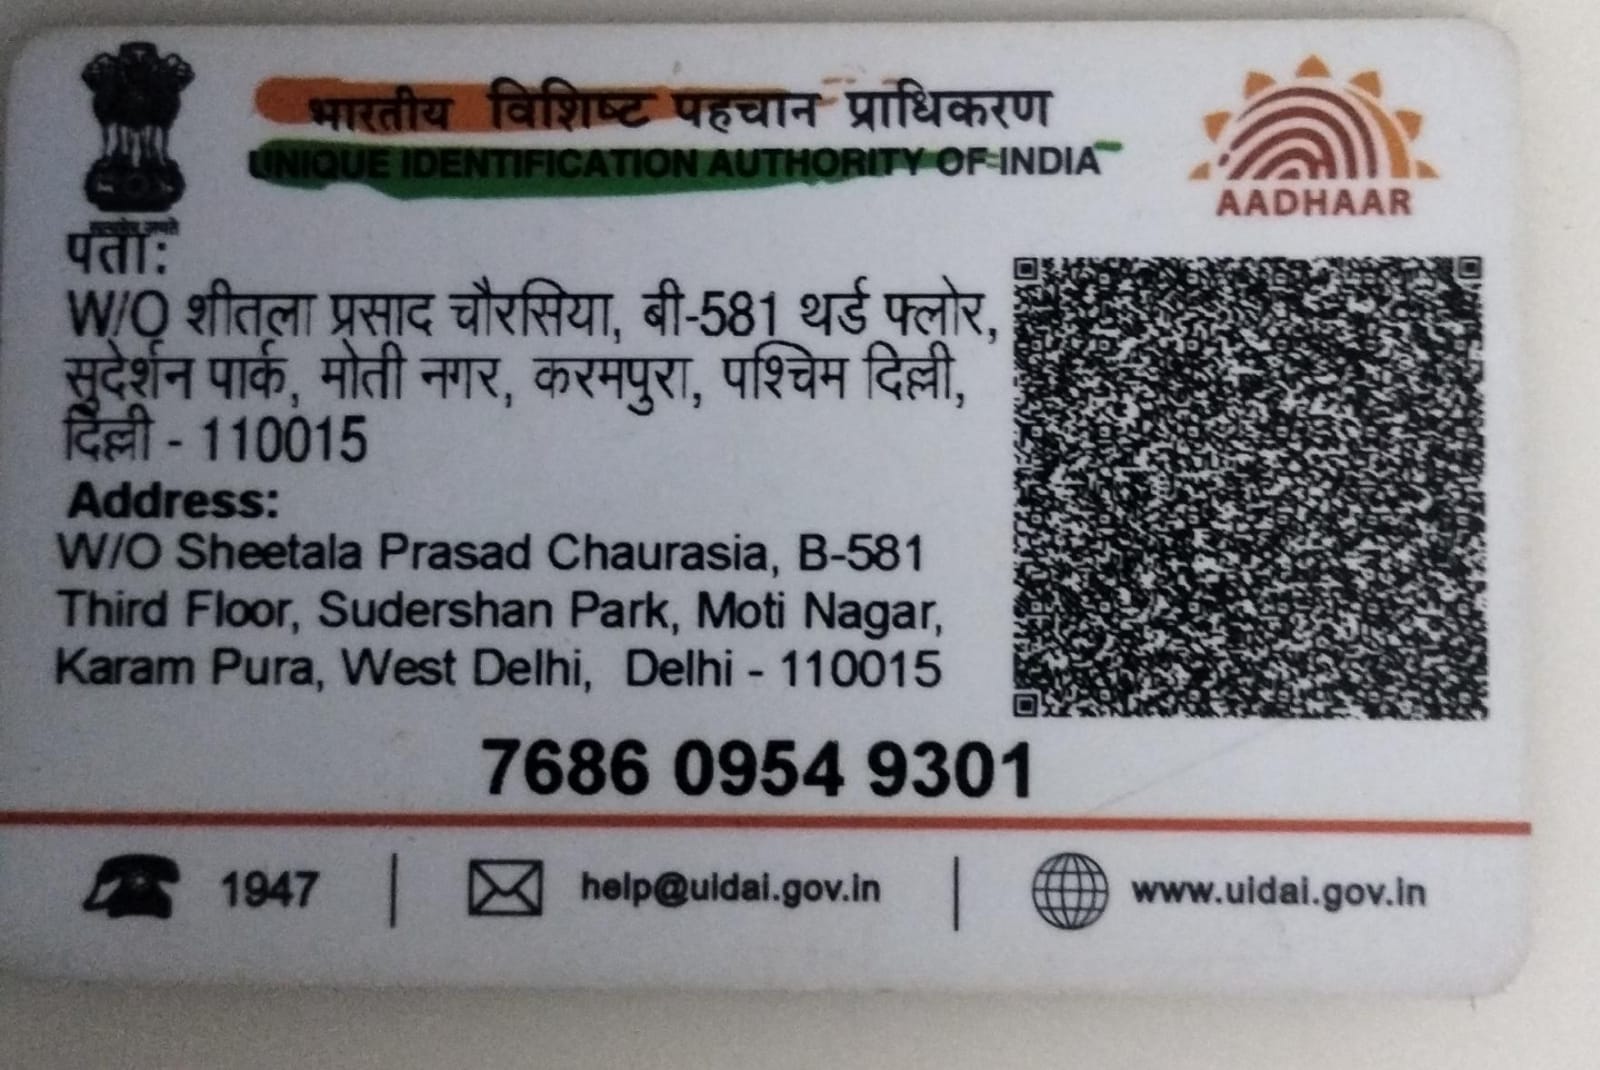 भारतीय विशिष्ट पहचान प्राधिकरण
UNIQUE IDENTIFICATION AUTHORITY OF INDIA
AADHAAR
पता:
W/O शीतला प्रसाद चौरसिया, बी-581 थर्ड फ्लोर,
सुदेर्शन पार्क, मोती नगर, करमपुरा, पश्चिम दिल्ली,
दिल्ली - 110015
Address:
W/O Sheetala Prasad Chaurasia, B-581
Third Floor, Sudershan Park, Moti Nagar,
Karam Pura, West Delhi, Delhi - 110015
7686 0954 9301
1947 | help@uidai.gov.in | www.uidai.gov.in